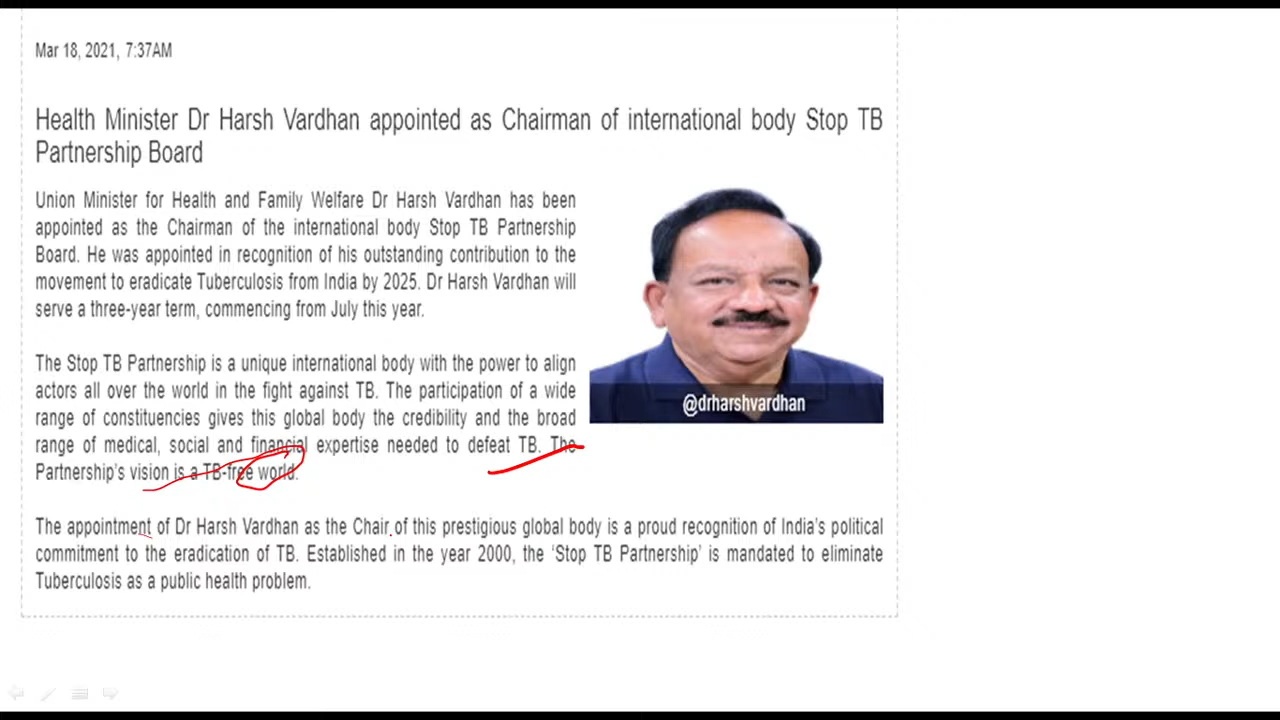 Mar 18, 2021, 7:37AM
Health Minister Dr Harsh Vardhan appointed as Chairman of international body Stop TB
Partnership Board
Union Minister for Health and Family Welfare Dr Harsh Vardhan has been
appointed as the Chairman of the international body Stop TB Partnership
Board. He was appointed in recognition of his outstanding contribution to the
movement to eradicate Tuberculosis from India by 2025. Dr Harsh Vardhan will
serve a three-year term, commencing from July this year.
@drharshvardhan
The Stop TB Partnership is a unique international body with the power to align
actors all over the world in the fight against TB. The participation of a wide
range of constituencies gives this global body the credibility and the broad
range of medical, social and financial expertise needed to defeat TB. The
Partnership's vision is a TB-free world.
The appointment of Dr Harsh Vardhan as the Chair of this prestigious global body is a proud recognition of India's political
commitment to the eradication of TB. Established in the year 2000, the 'Stop TB Partnership' is mandated to eliminate
Tuberculosis as a public health problem.